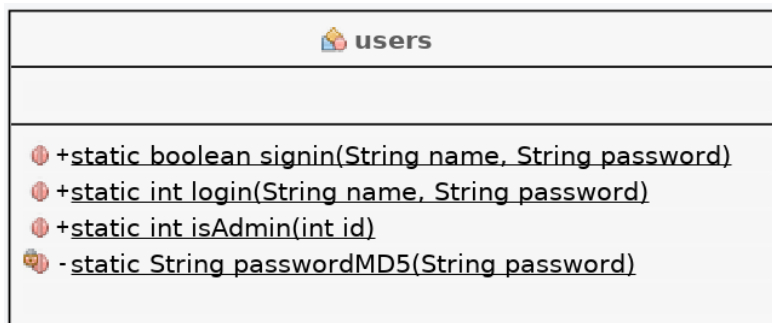 users
+static boolean signin(String name, String password)
+static int login(String name, String password)
+static int isAdmin(int id)
-static String passwordMD5(String password)